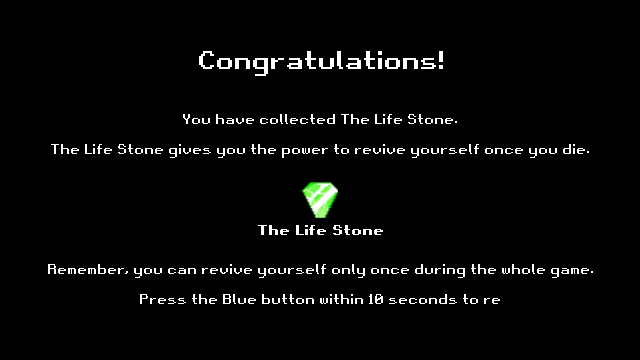 Congratulations!
You have collected The Life Stone.
The Life Stone gives you the power to revive yourself once you die.
The Life Stone
Remember, you can revive yourself only once during the whole game.
Press the Blue button within 10 seconds to re